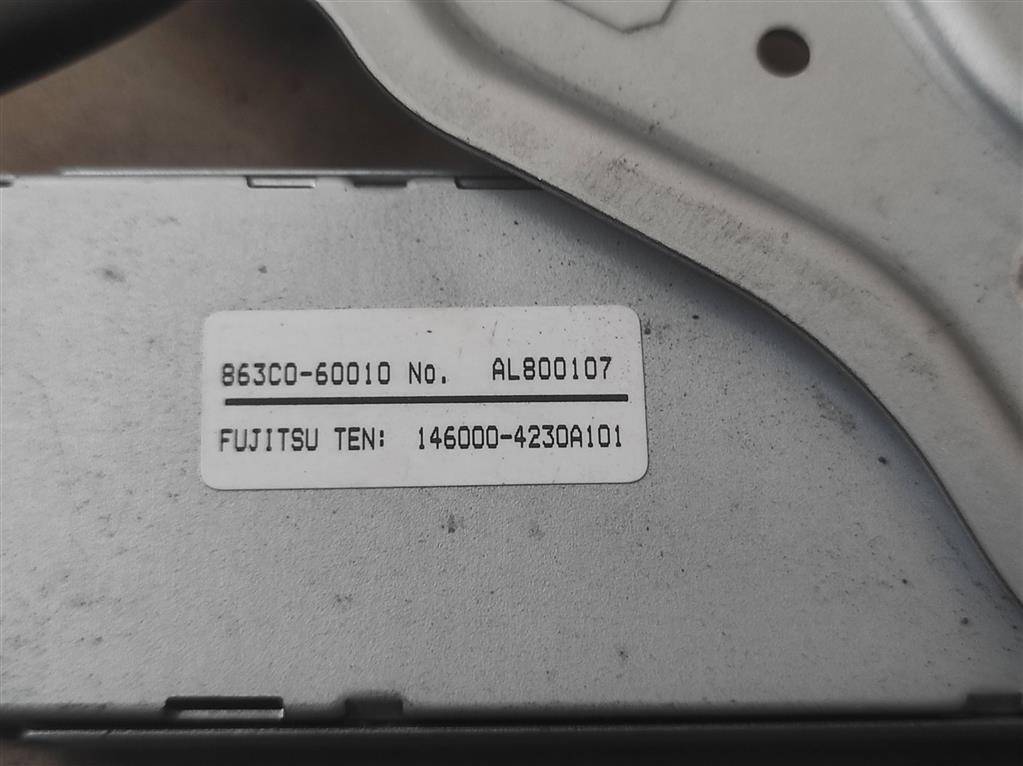 863C0-60010 No. AL800107
FUJITSU TEN: 146000-4230A101